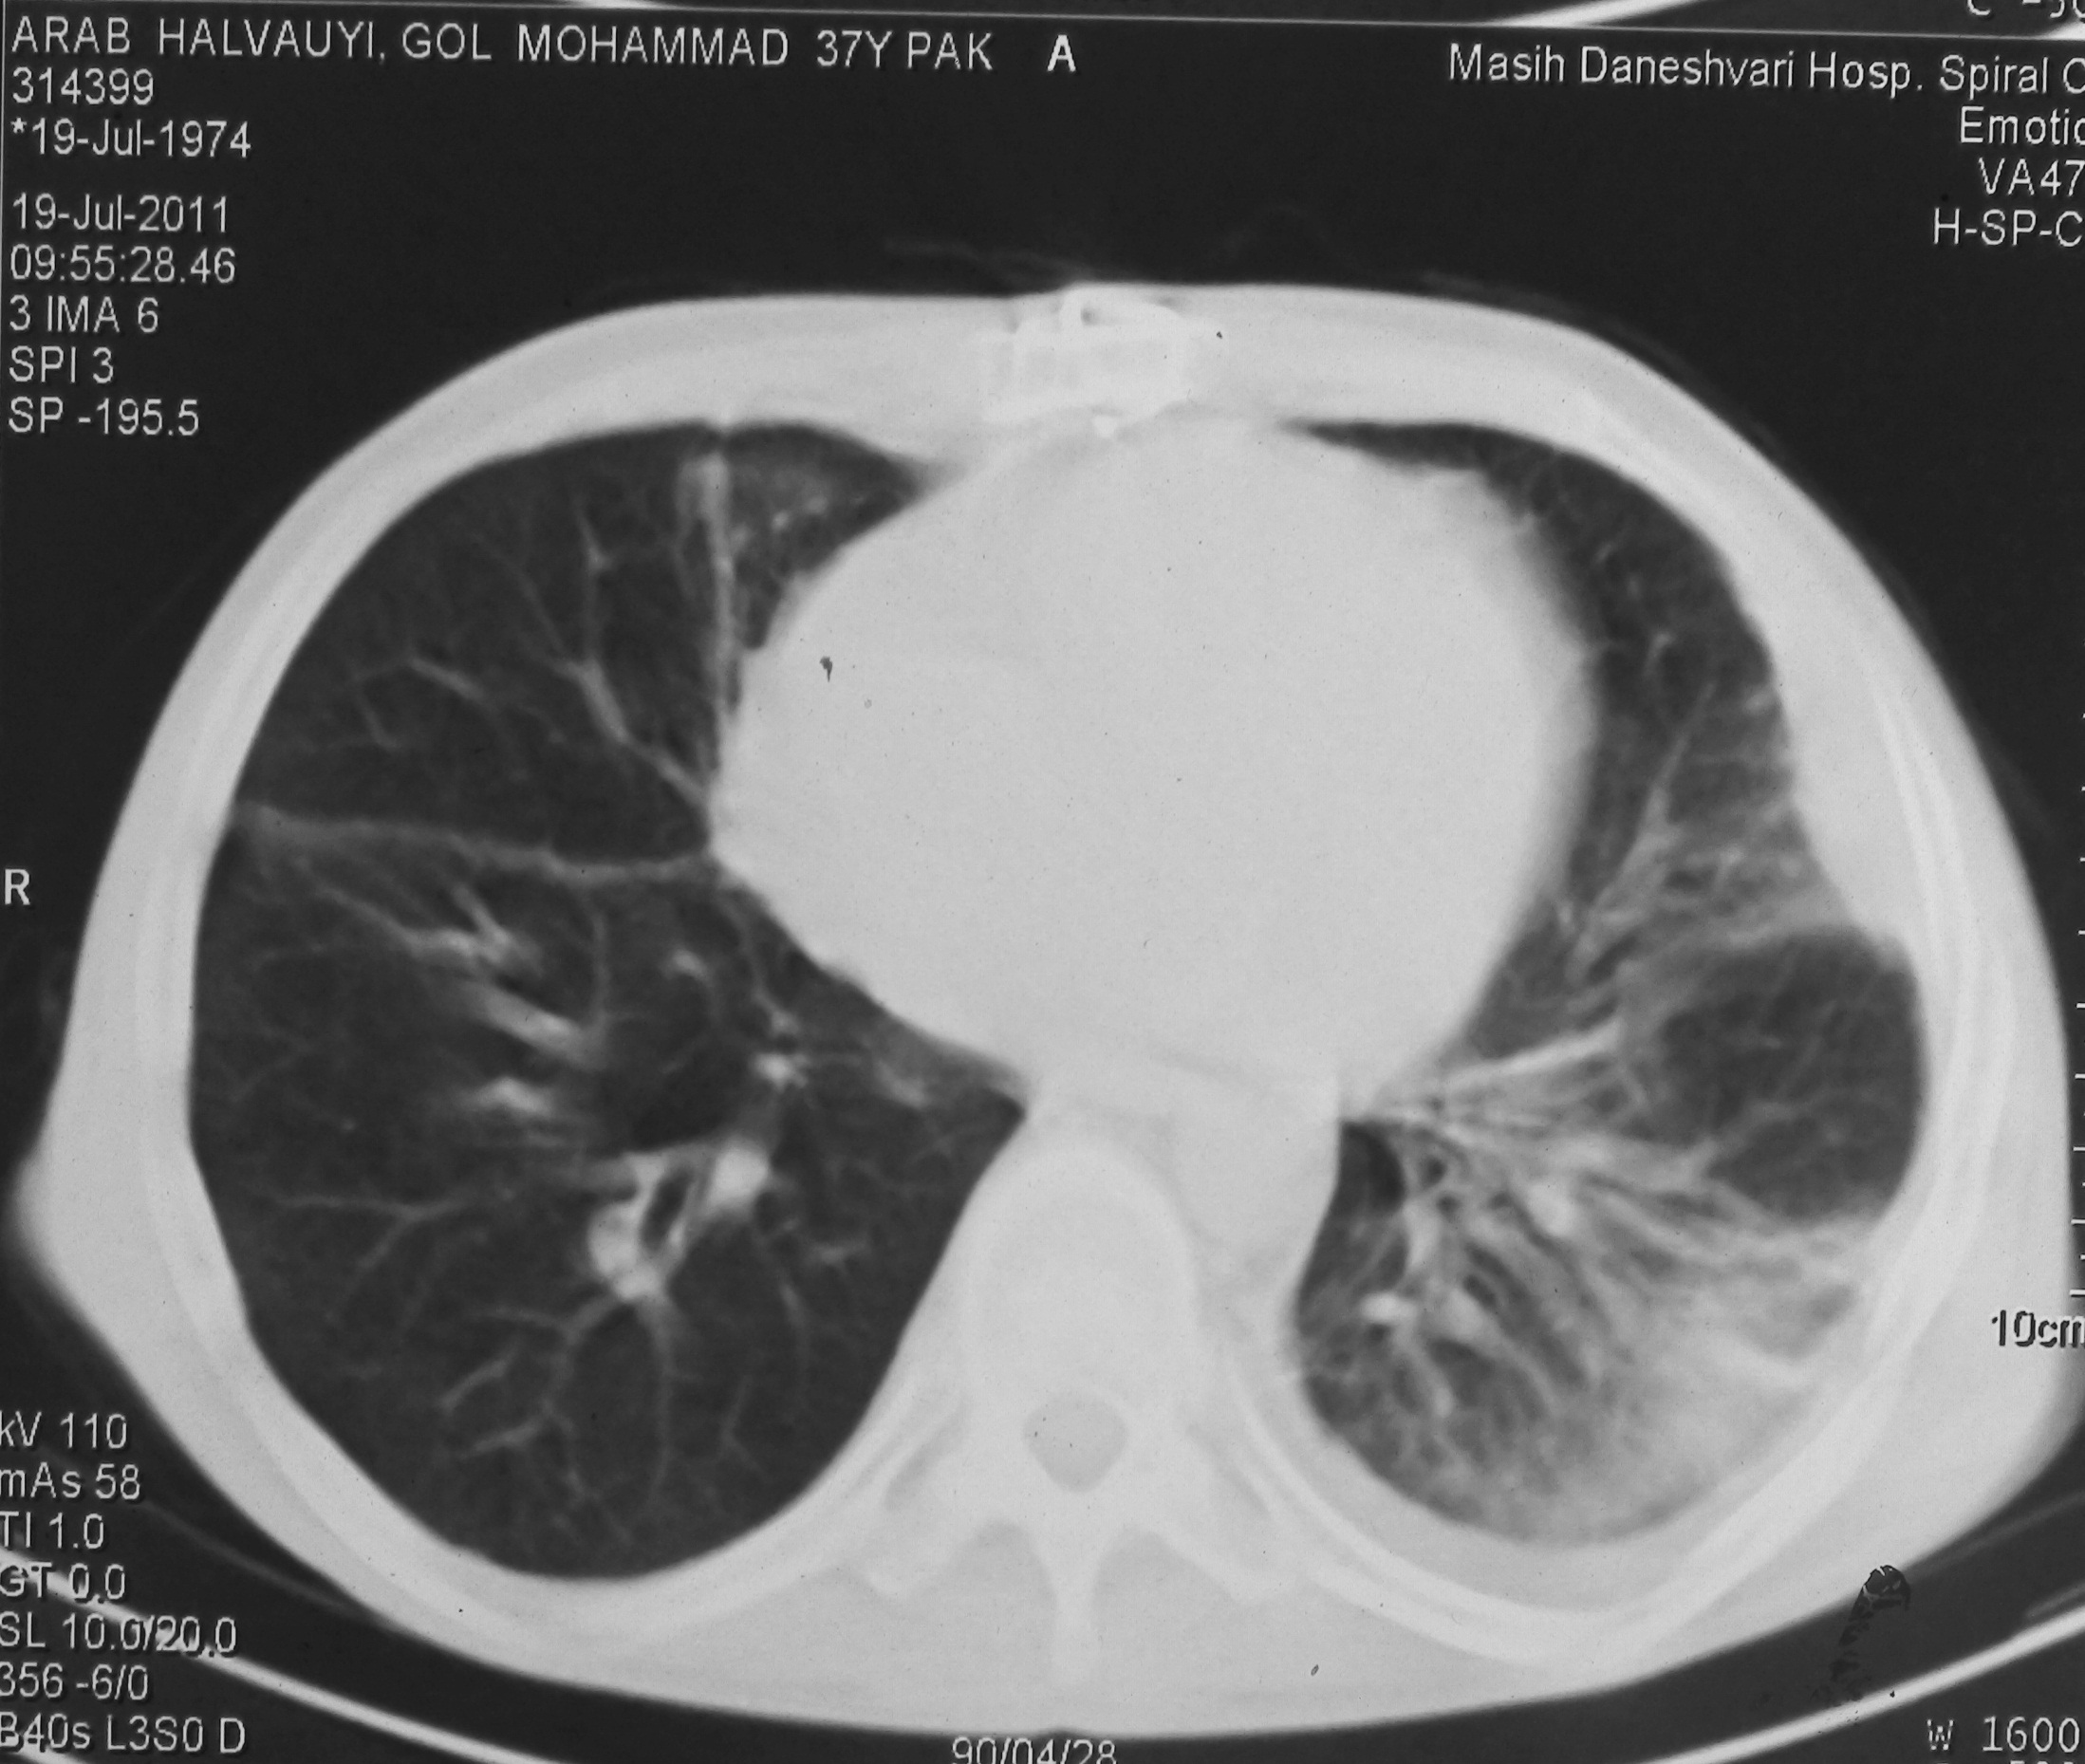 ARAB HALVAUYI, GOL MOHAMMAD 37Y PAK
314399
*19-Jul-1974
19-Jul-2011
09:55:28.46
3 IMA 6
SPI 3
SP -195.5
A
Masih Daneshvari Hosp. Spiral C
Emotio
VA47
H-SP-C
R
10cm
kV 110
mAs 58
TI 1.0
GT 0.0
SL 10.0/20.0
356 -6/0
B40s L3S0 D
90/04/28
W 1600